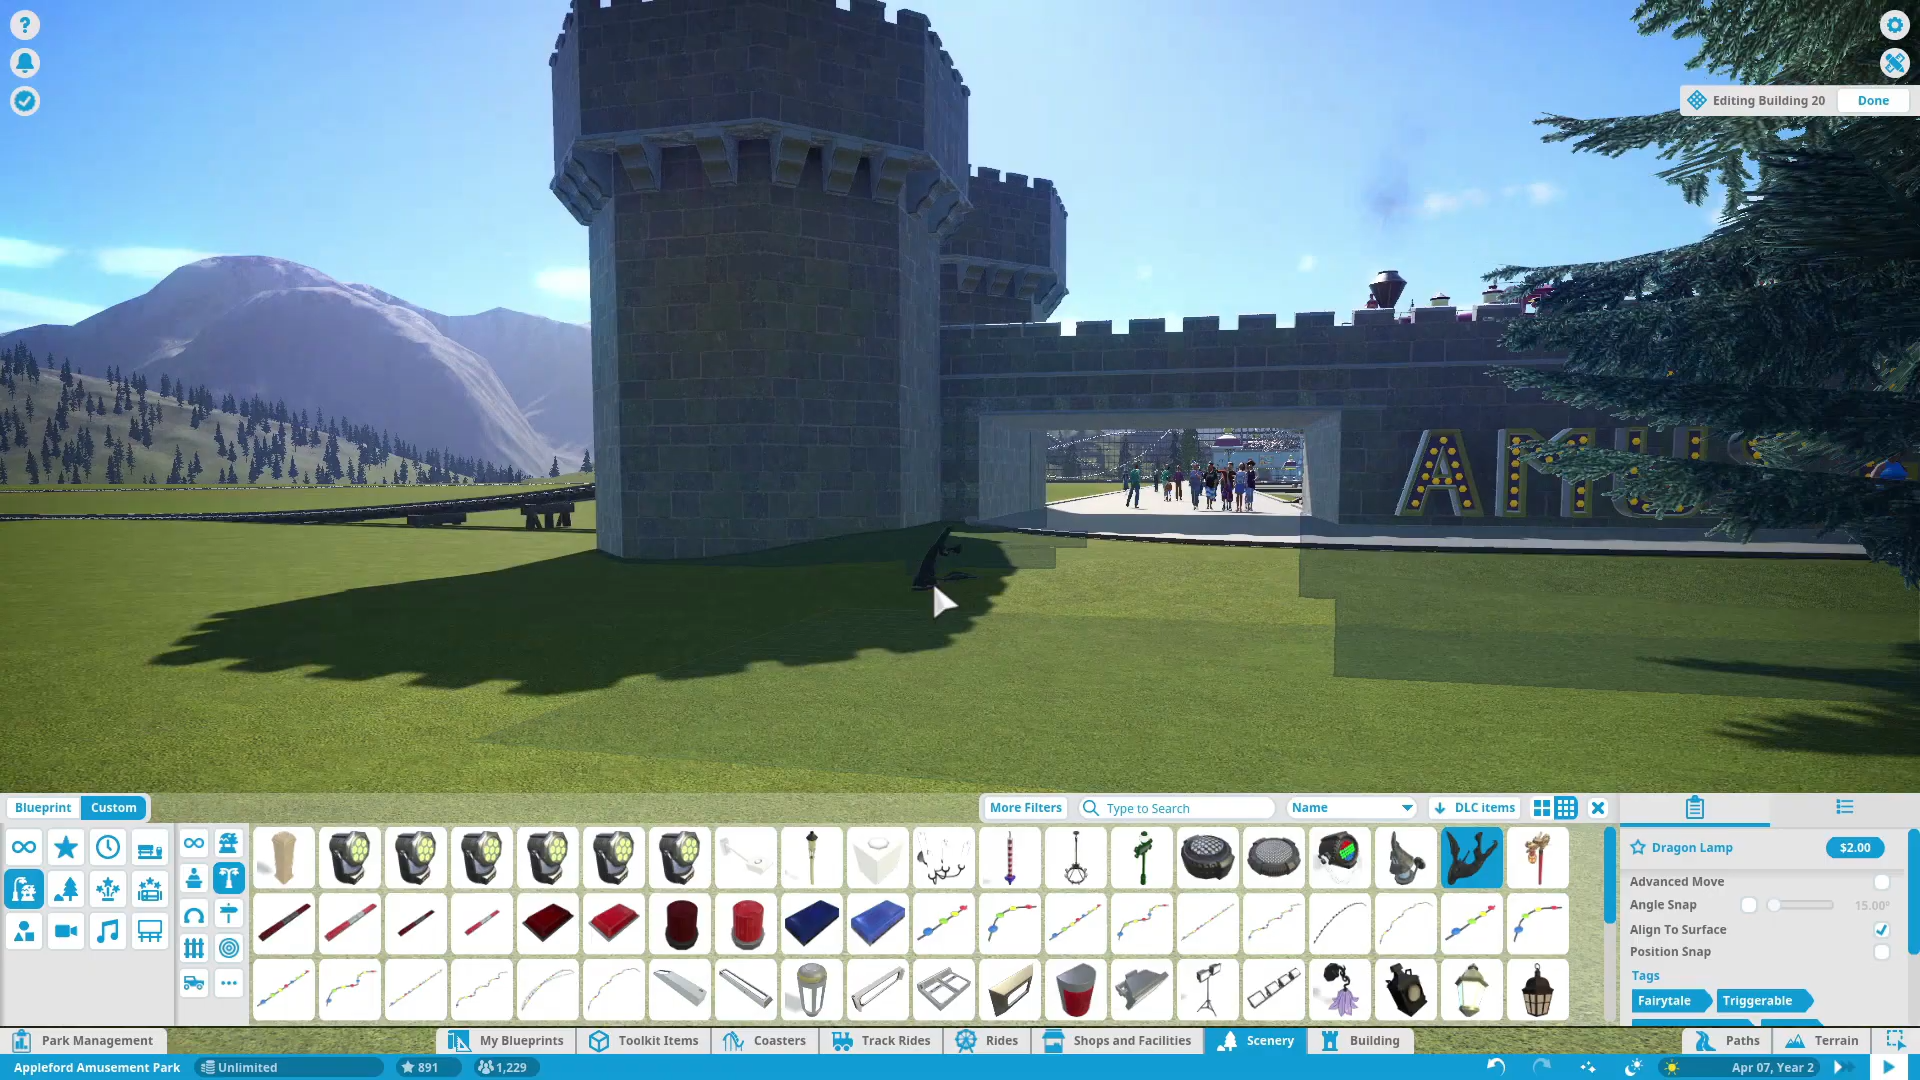 Editing Building 20 Done
AMUS
Blueprint Custom More Filters Type to Search Name DLC items
Dragon Lamp $2.00
Advanced Move
Angle Snap 15.00°
Align To Surface
Position Snap
Tags
Fairytale Triggerable
Park Management My Blueprints Toolkit Items Coasters Track Rides Rides Shops and Facilities Scenery Building Paths Terrain
Appleford Amusement Park Unlimited 891 1,229 Apr 07, Year 2